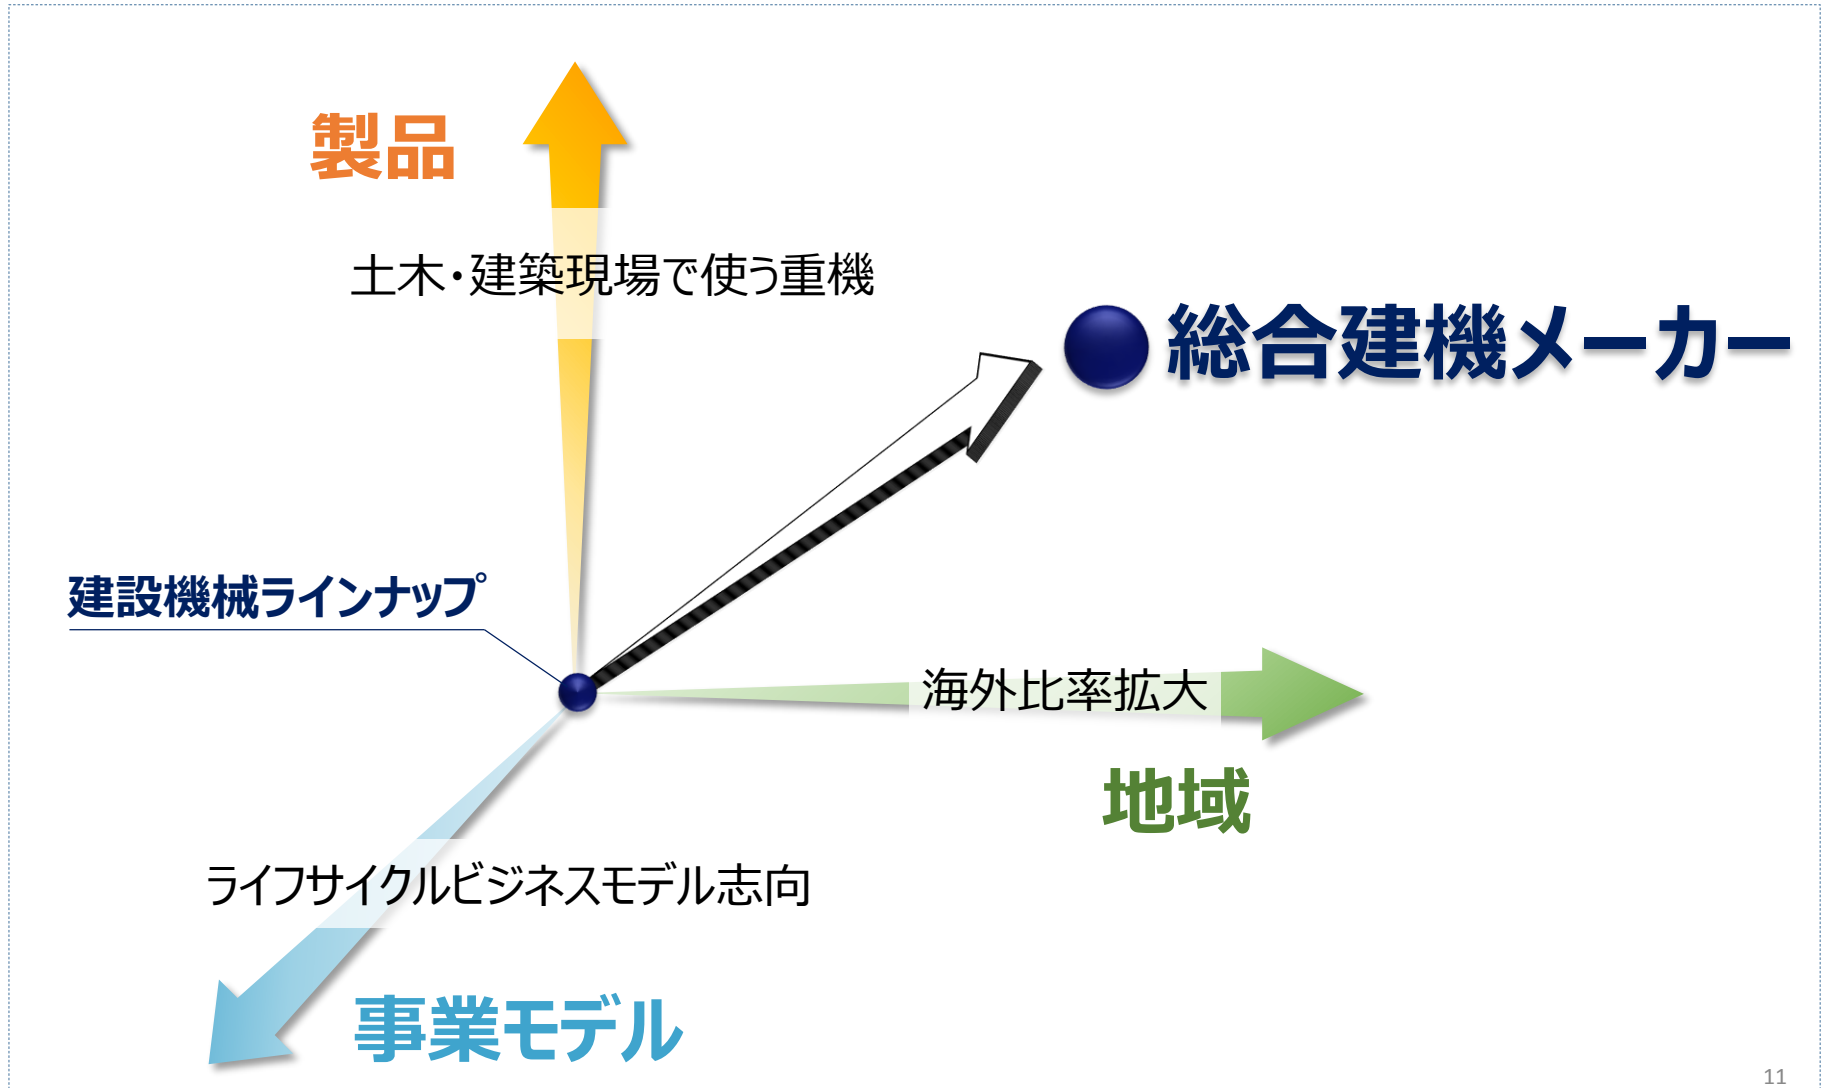 製品
土木・建築現場で使う重機
総合建機メーカー
建設機械ラインナップ
海外比率拡大
地域
ライフサイクルビジネスモデル志向
事業モデル
11